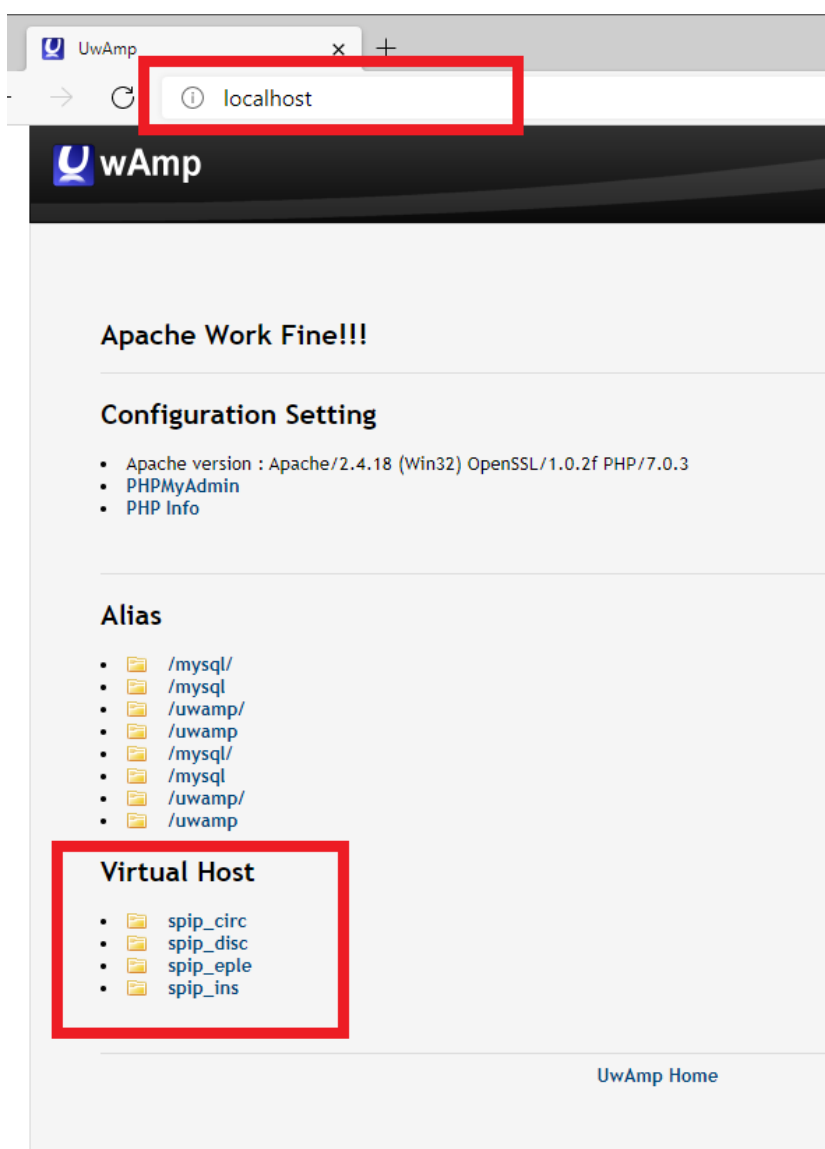 UwAmp
localhost
UwAmp
Apache Work Fine!!!
Configuration Setting
Apache version : Apache/2.4.18 (Win32) OpenSSL/1.0.2f PHP/7.0.3
PHPMyAdmin
PHP Info
Alias
/mysql/
/mysql
/uwamp/
/uwamp
/mysql/
/mysql
/uwamp/
/uwamp
Virtual Host
spip_circ
spip_disc
spip_eple
spip_ins
UwAmp Home